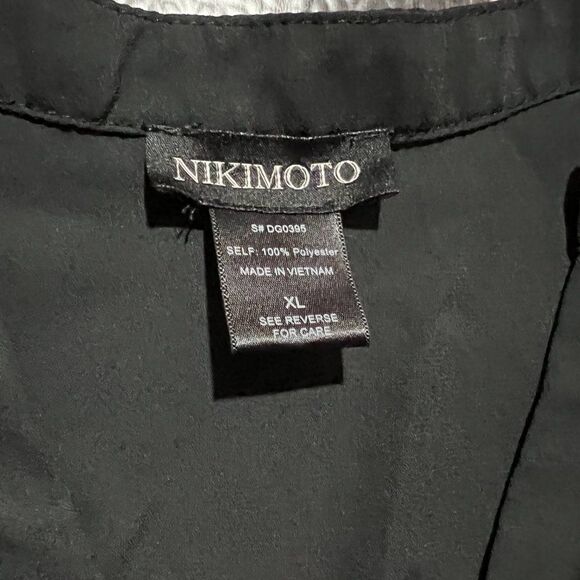 NIKIMOTO
S# DG0395
SELF: 100% Polyester
MADE IN VIETNAM
XL
SEE REVERSE
FOR CARE